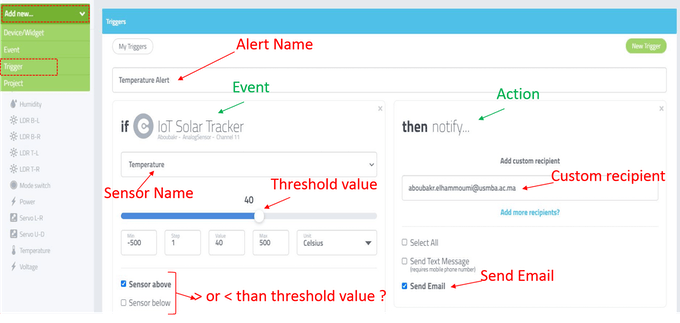 Add new...
Device/Widget
Event
Trigger
Project
Humidity
LDR B-L
LDR B-R
LDR T-L
LDR T-R
Mode switch
Power
Servo L-R
Servo U-D
Temperature
Voltage
Triggers
My Triggers
Alert Name
New Trigger
Temperature Alert
Event
if IoT Solar Tracker
Aboubakr - AnalogSensor - Channel 11
Temperature
Sensor Name
Threshold value
40
Min Step Value Max Unit
-500 1 40 500 Celsius
Sensor above
Sensor below
> or < than threshold value ?
Action
then notify...
Add custom recipient
aboubakr.elhammoumi@usmba.ac.ma
Custom recipient
Add more recipients?
Select All
Send Text Message
(requires mobile phone number)
Send Email
Send Email